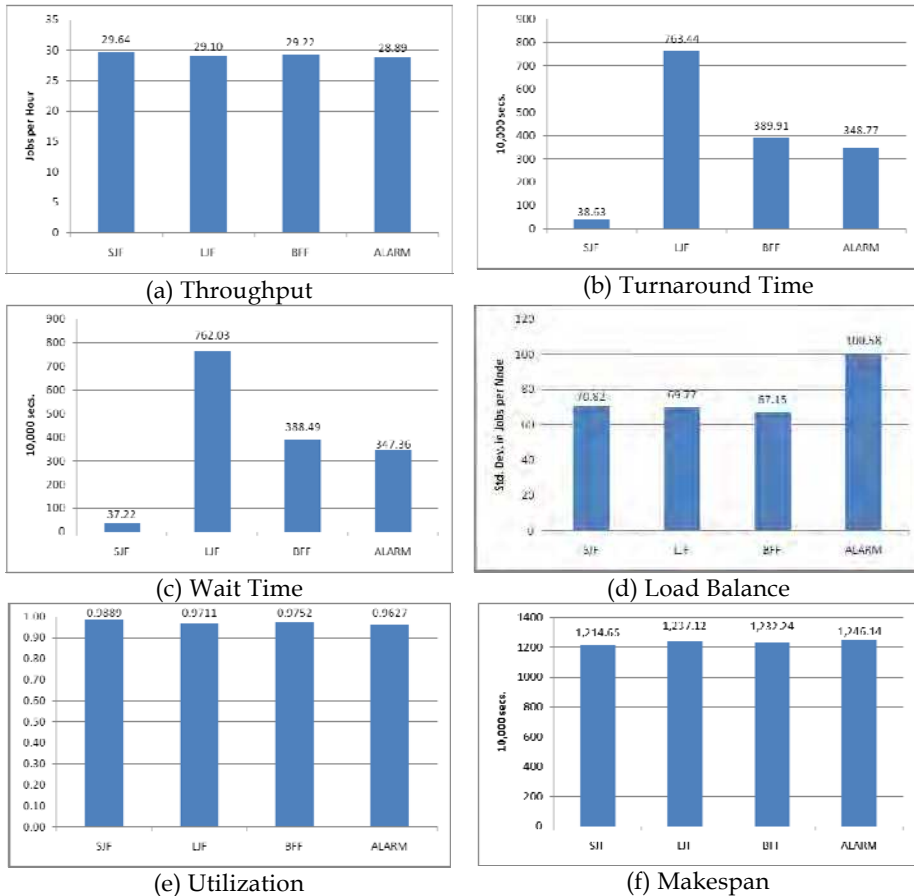 35
30
25
20
15
10
5
0
Jobs per Hour
29.64
29.10
29.22
28.89
SJF
LJF
BFF
ALARM
(a) Throughput
900
800
700
600
500
400
300
200
100
0
10,000 secs.
38.63
763.44
389.91
348.77
SJF
LJF
BFF
ALARM
(b) Turnaround Time
900
800
700
600
500
400
300
200
100
0
10,000 secs.
37.22
762.03
388.49
347.36
SJF
LJF
BFF
ALARM
(c) Wait Time
120
100
80
60
40
20
0
Std. Dev. in Jobs per Node
70.82
69.77
67.15
100.58
SJF
LJF
BFF
ALARM
(d) Load Balance
1.00
0.90
0.80
0.70
0.60
0.50
0.40
0.30
0.20
0.10
0.00
0.9889
0.9711
0.9752
0.9627
SJF
LJF
BFF
ALARM
(e) Utilization
1400
1200
1000
800
600
400
200
0
10,000 secs.
1,214.65
1,237.12
1,232.24
1,246.14
SJF
LJF
BFF
ALARM
(f) Makespan